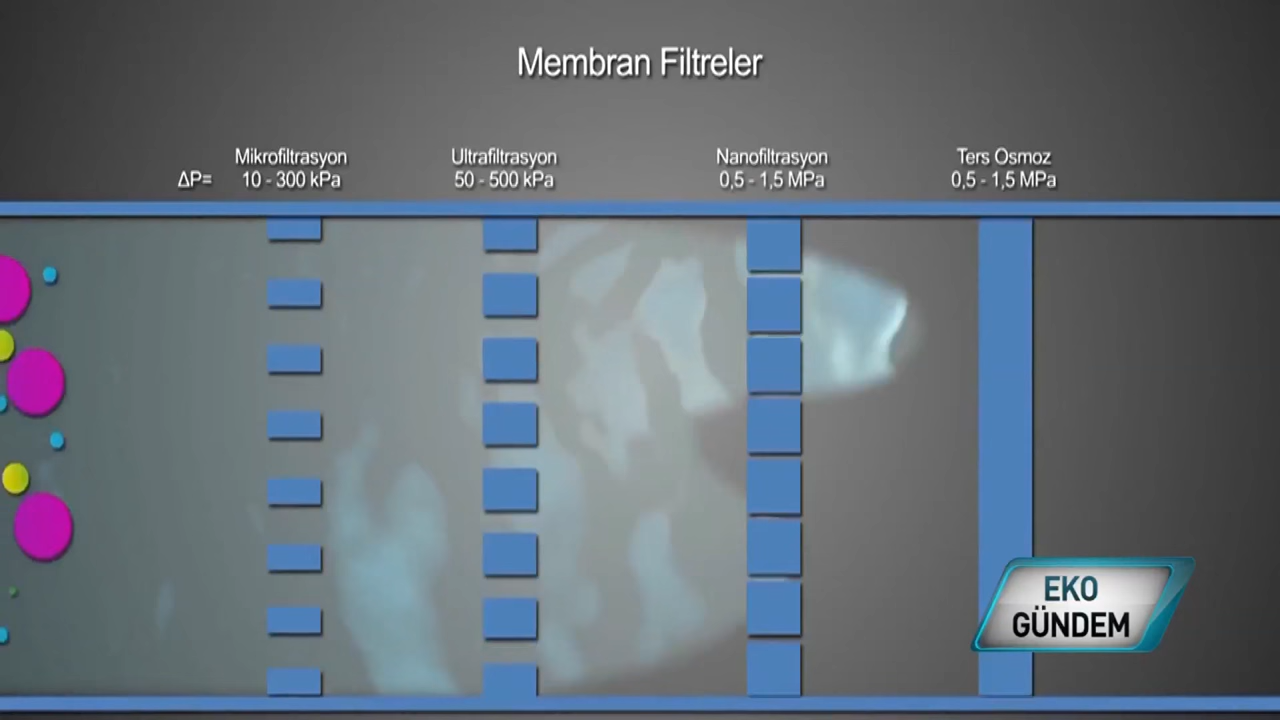 Membran Filtreler
Mikrofiltrasyon
Ultrafiltrasyon
Nanofiltrasyon
Ters Osmoz
ΔP=
10 - 300 kPa
50 - 500 kPa
0,5 - 1,5 MPa
0,5 - 1,5 MPa
EKO
GÜNDEM